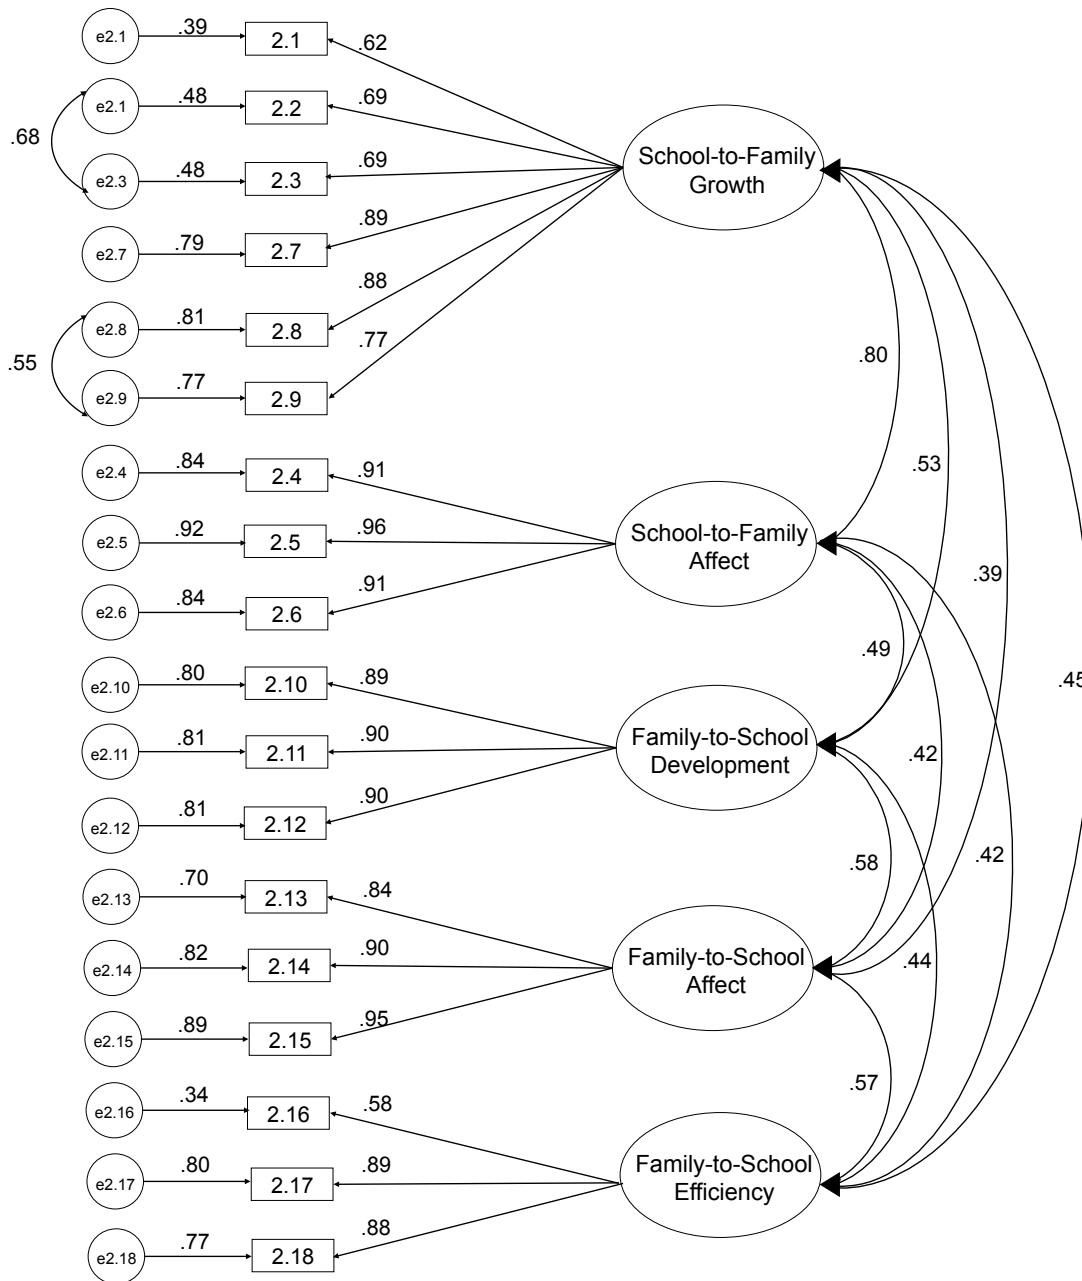 e2.1 .39 2.1 .62
e2.1 .48 2.2 .69
.68
e2.3 .48 2.3 .69
School-to-Family
Growth
e2.7 .79 2.7 .89
e2.8 .81 2.8 .88
.55
e2.9 .77 2.9 .77
.80
.53
e2.4 .84 2.4 .91
e2.5 .92 2.5 .96
School-to-Family
Affect
.39
e2.6 .84 2.6 .91
.49
.45
e2.10 .80 2.10 .89
e2.11 .81 2.11 .90
Family-to-School
Development
.42
e2.12 .81 2.12 .90
.58
.42
e2.13 .70 2.13 .84
e2.14 .82 2.14 .90
Family-to-School
Affect
.44
e2.15 .89 2.15 .95
.57
e2.16 .34 2.16 .58
e2.17 .80 2.17 .89
Family-to-School
Efficiency
e2.18 .77 2.18 .88